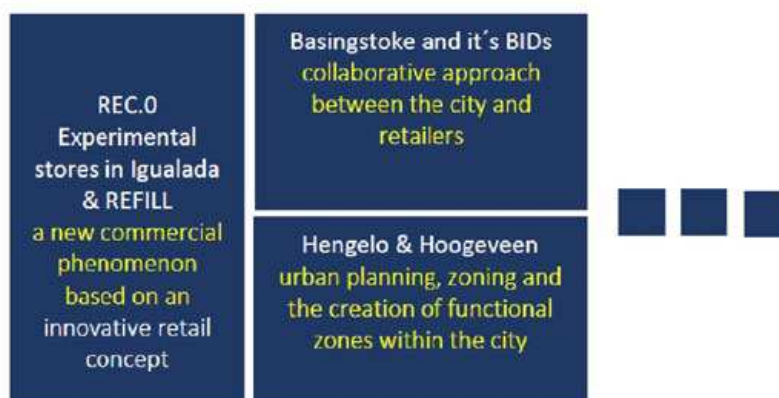 REC.0
Experimental
stores in Igualada
& REFILL
a new commercial
phenomenon
based on an
innovative retail
concept
Basingstoke and it´s BIDs
collaborative approach
between the city and
retailers
Hengelo & Hoogeveen
urban planning, zoning and
the creation of functional
zones within the city